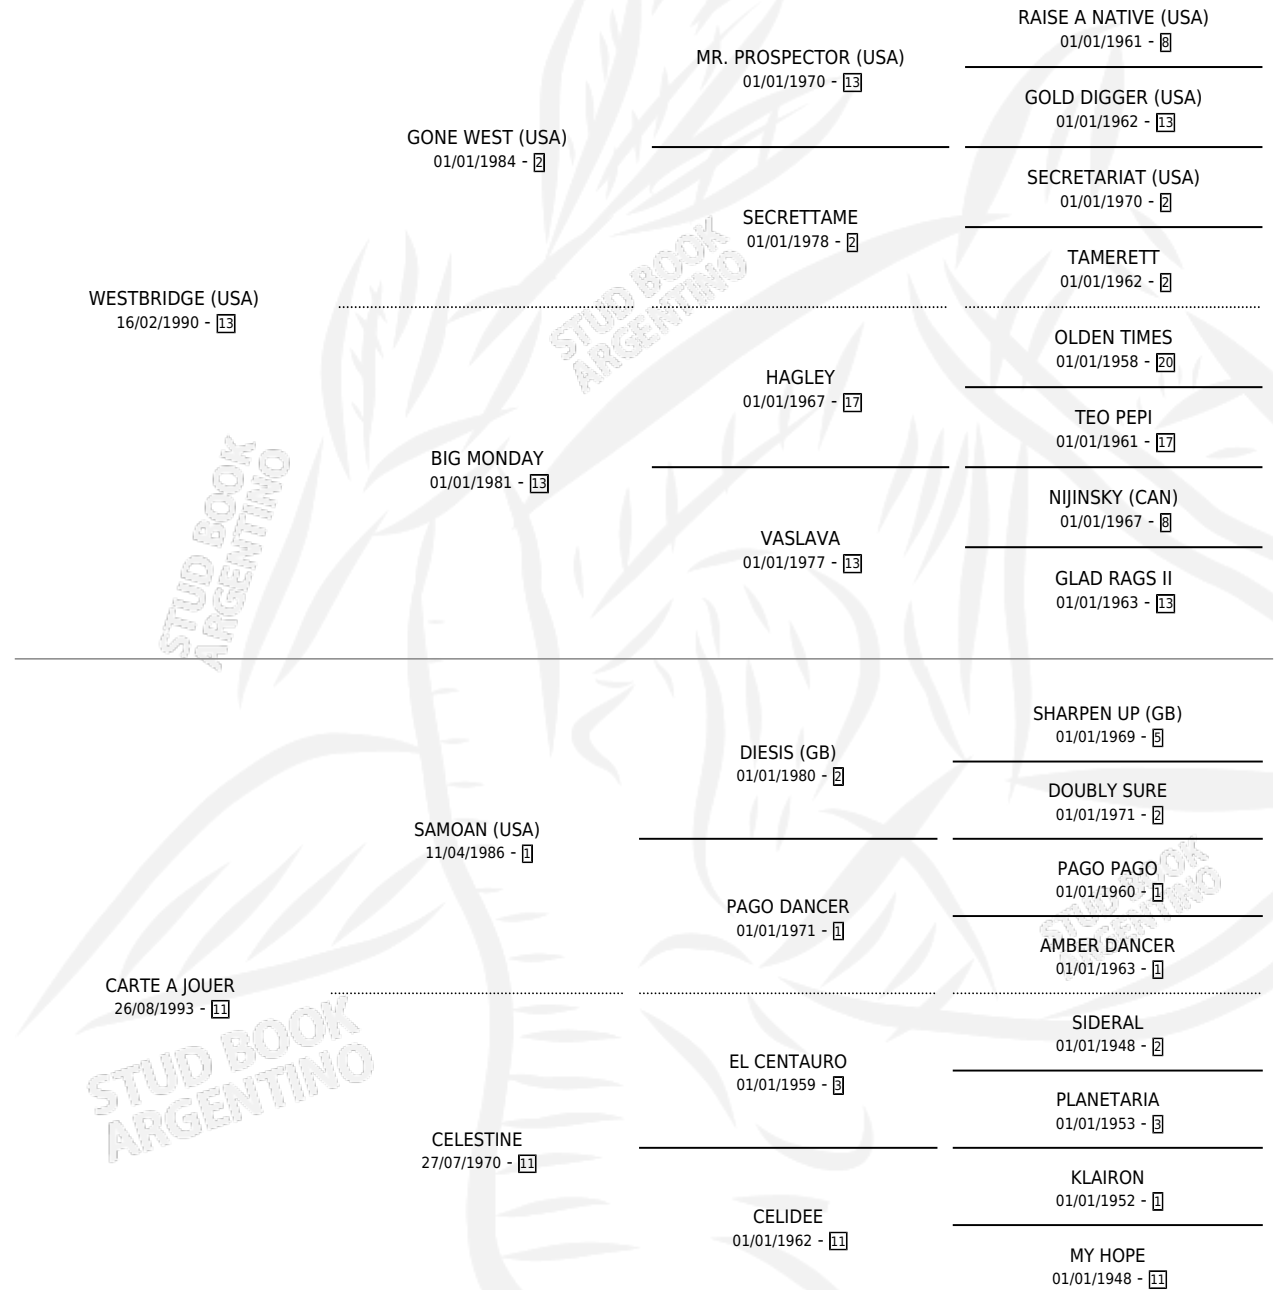 RAISE A NATIVE (USA)
01/01/1961 - 8
MR. PROSPECTOR (USA)
01/01/1970 - 13
GOLD DIGGER (USA)
01/01/1962 - 13
GONE WEST (USA)
01/01/1984 - 2
SECRETARIAT (USA)
01/01/1970 - 2
SECRETTAME
01/01/1978 - 2
TAMERETT
01/01/1962 - 2
WESTBRIDGE (USA)
16/02/1990 - 13
OLDEN TIMES
01/01/1958 - 20
HAGLEY
01/01/1967 - 17
TEO PEPI
01/01/1961 - 17
BIG MONDAY
01/01/1981 - 13
NIJINSKY (CAN)
01/01/1967 - 8
VASLAVA
01/01/1977 - 13
GLAD RAGS II
01/01/1963 - 13
SHARPEN UP (GB)
01/01/1969 - 5
DIESIS (GB)
01/01/1980 - 2
DOUBLY SURE
01/01/1971 - 2
SAMOAN (USA)
11/04/1986 - 1
PAGO PAGO
01/01/1960 - 1
PAGO DANCER
01/01/1971 - 1
AMBER DANCER
01/01/1963 - 1
CARTE A JOUER
26/08/1993 - 11
SIDERAL
01/01/1948 - 2
EL CENTAURO
01/01/1959 - 3
PLANETARIA
01/01/1953 - 3
CELESTINE
27/07/1970 - 11
KLAIRON
01/01/1952 - 1
CELIDEE
01/01/1962 - 11
MY HOPE
01/01/1948 - 11
STUD BOOK
ARGENTINO
STUD BOOK
ARGENTINO
STUD BOOK
ARGENTINO
STUD BOOK
ARGENTINO